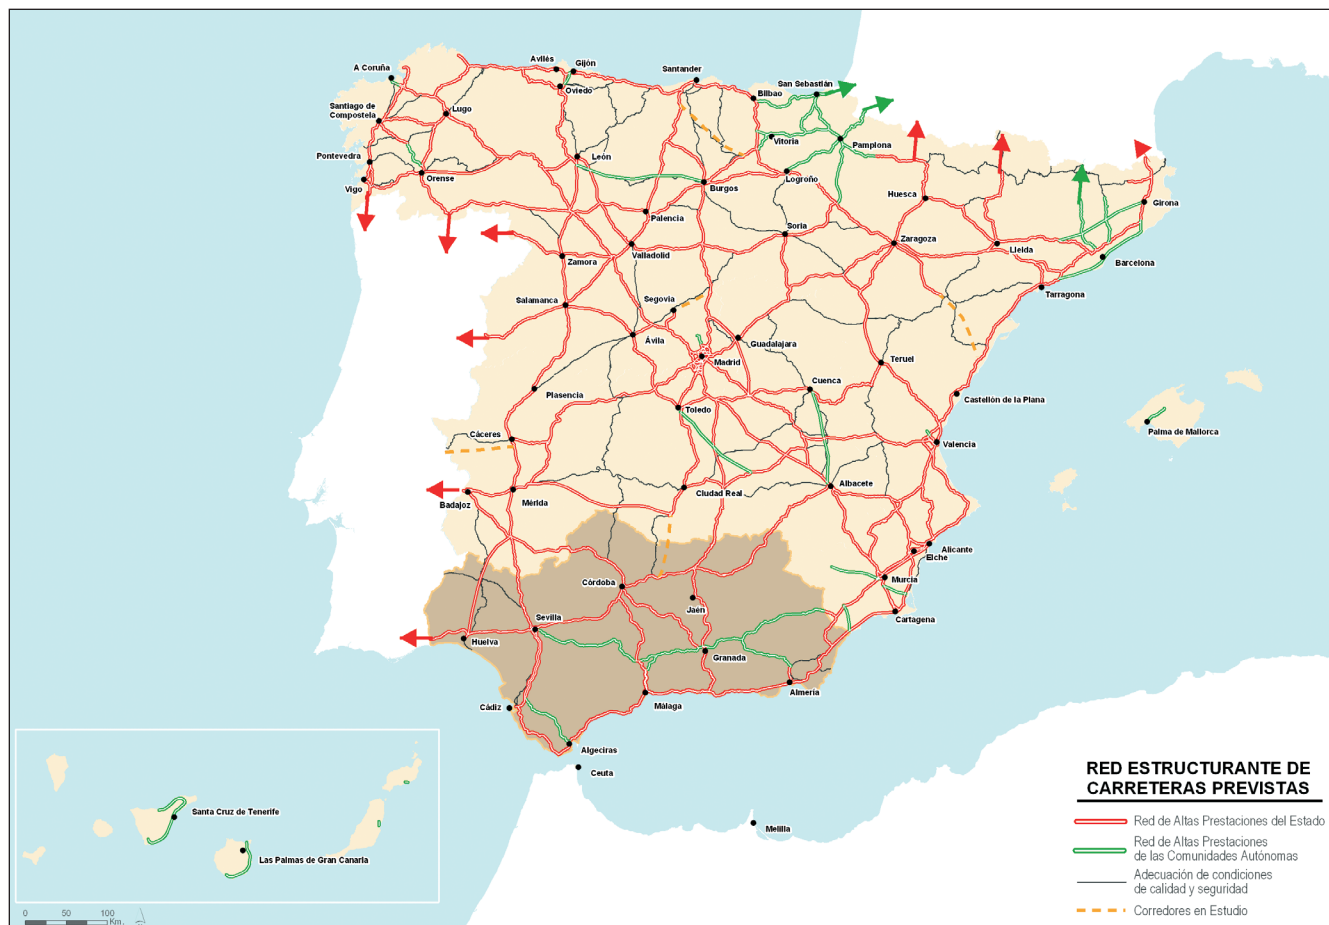 Avilés
Gijón
A Coruña
Santander
San Sebastián
Oviedo
Bilbao
Lugo
Santiago de
Compostela
Vitoria
Pamplona
Pontevedra
León
Orense
Vigo
Burgos
Logroño
Huesca
Girona
Palencia
Soria
Zaragoza
Lleida
Valladolid
Zamora
Barcelona
Tarragona
Salamanca
Segovia
Ávila
Guadalajara
Madrid
Teruel
Cuenca
Plasencia
Castellón de la Plana
Toledo
Palma de Mallorca
Cáceres
Valencia
Albacete
Ciudad Real
Mérida
Badajoz
Alicante
Elche
Murcia
Córdoba
Jaén
Cartagena
Sevilla
Huelva
Granada
Almería
Málaga
Cádiz
Algeciras
Ceuta
Melilla
Santa Cruz de Tenerife
Las Palmas de Gran Canaria
0 50 100
Km.
RED ESTRUCTURANTE DE
CARRETERAS PREVISTAS
Red de Altas Prestaciones del Estado
Red de Altas Prestaciones
de las Comunidades Autónomas
Adecuación de condiciones
de calidad y seguridad
Corredores en Estudio